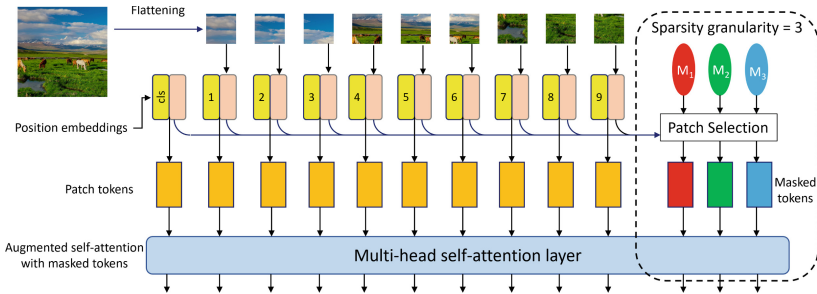 Flattening
Sparsity granularity = 3
M1 M2 M3
cls 1 2 3 4 5 6 7 8 9
Position embeddings
Patch Selection
Patch tokens
Masked
tokens
Augmented self-attention
with masked tokens
Multi-head self-attention layer